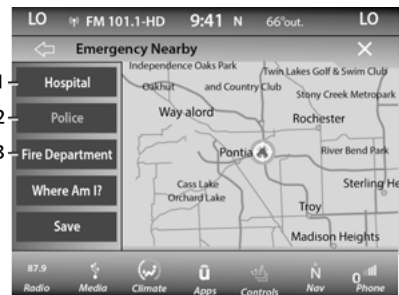 LO FM 101.1-HD 9:41 N 66°out. LO
Emergency Nearby
1 Hospital
2 Police
3 Fire Department
Where Am I?
Save
Independence Oaks Park
Twin Lakes Golf & Swim Club
Oakhut and Country Club
Stony Creek Metropark
Way alord
Rochester
Pontia
River Bend Park
Cass Lake
Sterling He
Orchard Lake
Troy
Madison Heights
87.9
Radio Media Climate Apps Controls Nav Phone